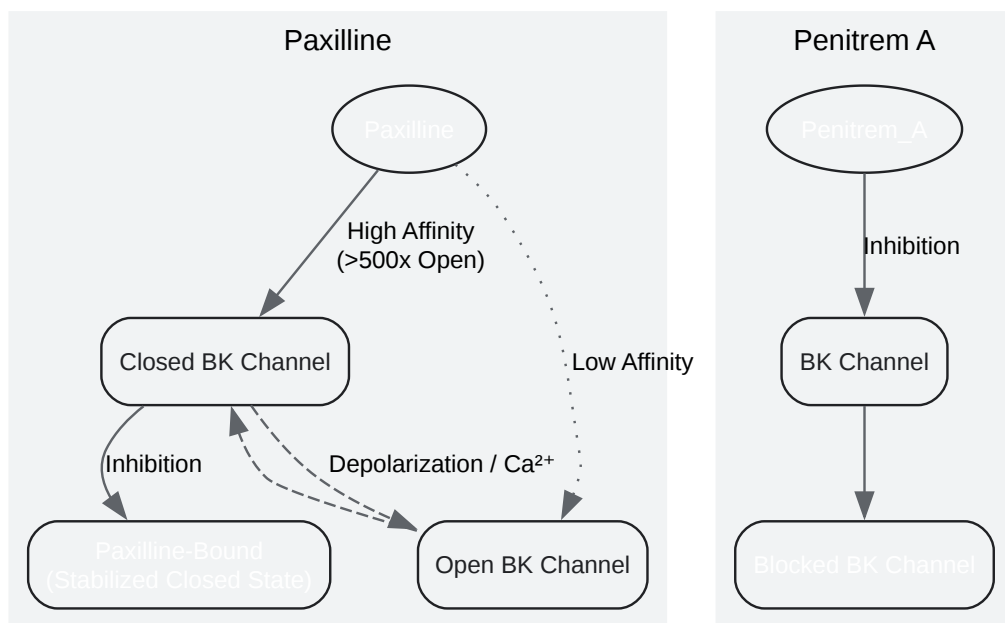 Paxilline
Paxilline
High Affinity
(>500x Open)
Low Affinity
Closed BK Channel
Inhibition
Depolarization / Ca²⁺
Paxilline-Bound
(Stabilized Closed State)
Open BK Channel
Penitrem A
Penitrem_A
Inhibition
BK Channel
Blocked BK Channel